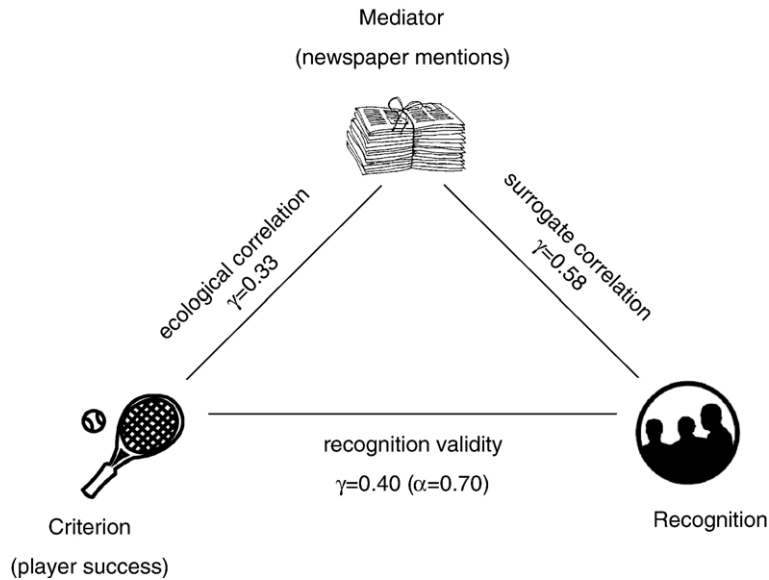 Mediator
(newspaper mentions)
ecological correlation
γ=0.33
surrogate correlation
γ=0.58
recognition validity
γ=0.40 (α=0.70)
Criterion
(player success)
Recognition